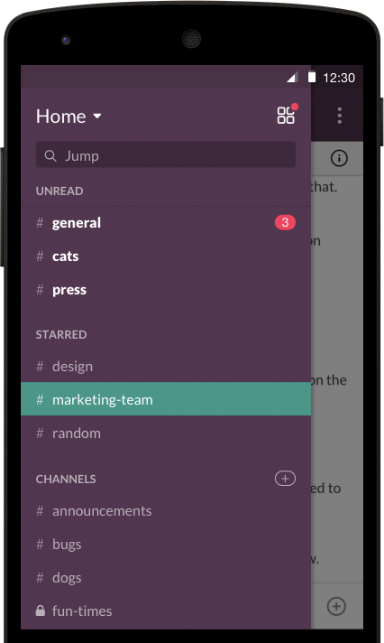 12:30
Home
Jump
that.
UNREAD
# general 3
on
# cats
# press
STARRED
# design
on the
# marketing-team
# random
CHANNELS
ed to
# announcements
# bugs
w.
# dogs
fun-times